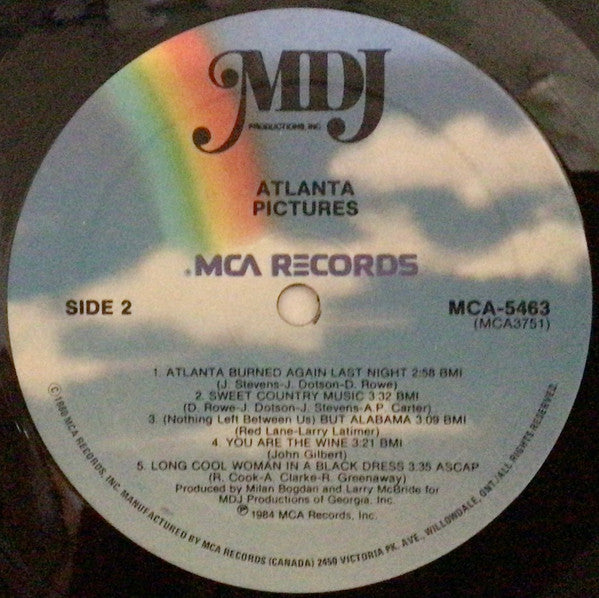 MDJ
PRODUCTIONS, INC.
ATLANTA
PICTURES
MCA RECORDS
SIDE 2
MCA-5463
(MCA3751)
1. ATLANTA BURNED AGAIN LAST NIGHT 2:58 BMI
(J. Stevens-J. Dotson-D. Rowe)
2. SWEET COUNTRY MUSIC 3:32 BMI
(D. Rowe-J. Dotson-J. Stevens-A.P. Carter)
3. (Nothing Left Between Us) BUT ALABAMA 3:09 BMI
(Red Lane-Larry Latimer)
4. YOU ARE THE WINE 3:21 BMI
(John Gilbert)
5. LONG COOL WOMAN IN A BLACK DRESS 3:35 ASCAP
(R. Cook-A. Clarke-R. Greenaway)
Produced by Milan Bogdan and Larry McBride for
MDJ Productions of Georgia, Inc.
℗ 1984 MCA Records, Inc.
© 1980 MCA RECORDS, INC. MANUFACTURED BY MCA RECORDS (CANADA) 2450 VICTORIA PK. AVE., WILLOWDALE, ONT./ALL RIGHTS RESERVED.